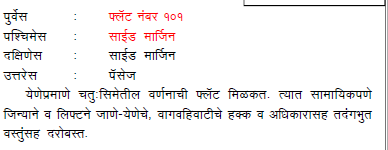 पुर्वेस : फ्लॅट नंबर १०१
पश्चिमेस : साईड मार्जिन
दक्षिणेस : साईड मार्जिन
उत्तरेस : पॅसेज
येणेप्रमाणे चतु:सिमेतील वर्णनाची फ्लॅट मिळकत. त्यात सामायिकपणे
जिन्याने व लिफ्टने जाणे-येणेचे, वागवहिवाटीचे हक्क व अधिकारासह तदंगभुत
वस्तुंसह दरोबस्त.